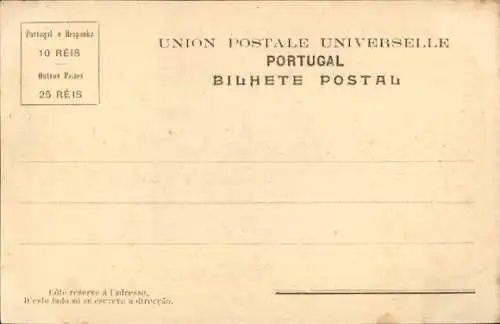 Portugal e Hespanha
10 RÉIS
Outros Paizes
25 RÉIS
UNION POSTALE UNIVERSELLE
PORTUGAL
BILHETE POSTAL
Côte réservé á l'adresse.
D'este lado só se escreve a direcção.